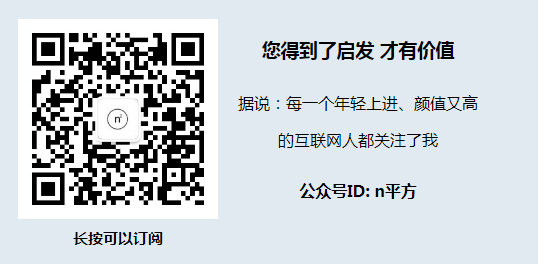 您得到了启发 才有价值
据说：每一个年轻上进、颜值又高
的互联网人都关注了我
公众号ID: n平方
n²
长按可以订阅